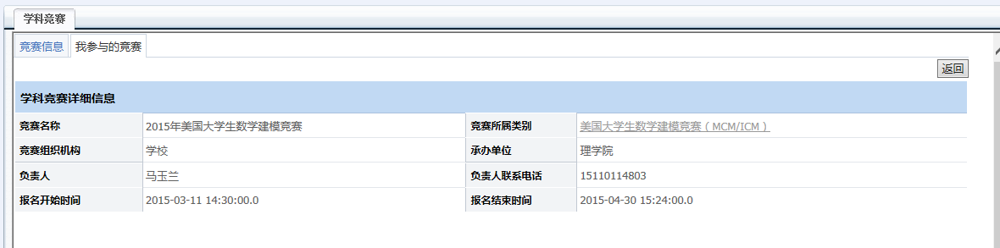 学科竞赛
竞赛信息 我参与的竞赛
返回
学科竞赛详细信息
竞赛名称 2015年美国大学生数学建模竞赛 竞赛所属类别 美国大学生数学建模竞赛（MCM/ICM）
竞赛组织机构 学校 承办单位 理学院
负责人 马玉兰 负责人联系电话 15110114803
报名开始时间 2015-03-11 14:30:00.0 报名结束时间 2015-04-30 15:24:00.0